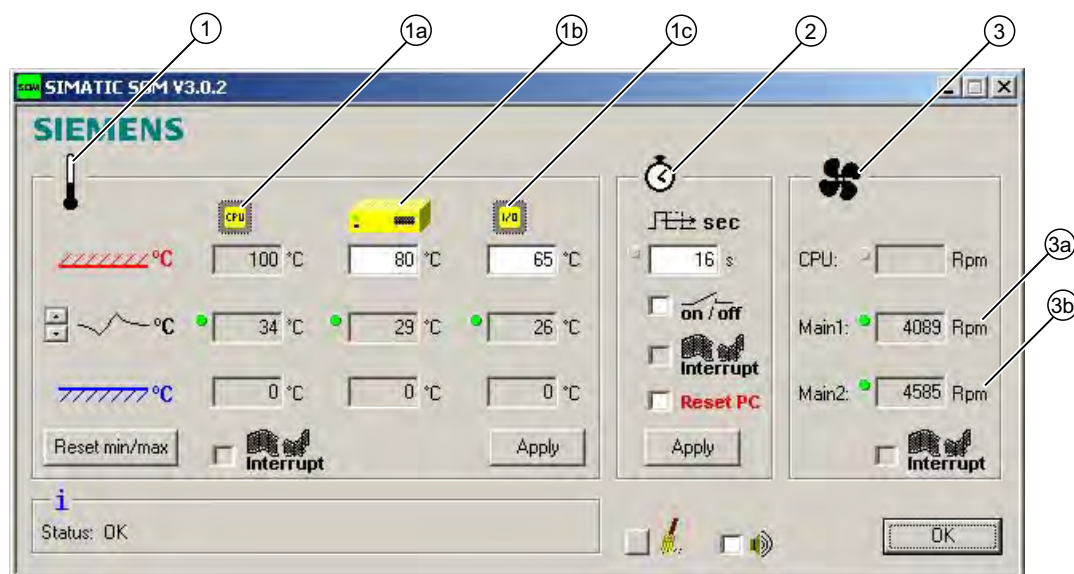 1 1a 1b 1c 2 3
SOM SIMATIC SOM V3.0.2
SIEMENS
CPU I/O
sec
°C 100 °C 80 °C 65 °C
16 s
CPU: Rpm
3a
on / off
°C 34 °C 29 °C 26 °C
Main1: 4089 Rpm
3b
Interrupt
°C 0 °C 0 °C 0 °C
Reset PC
Main2: 4585 Rpm
Reset min/max Interrupt Apply
Apply
Interrupt
i
Status: OK
OK